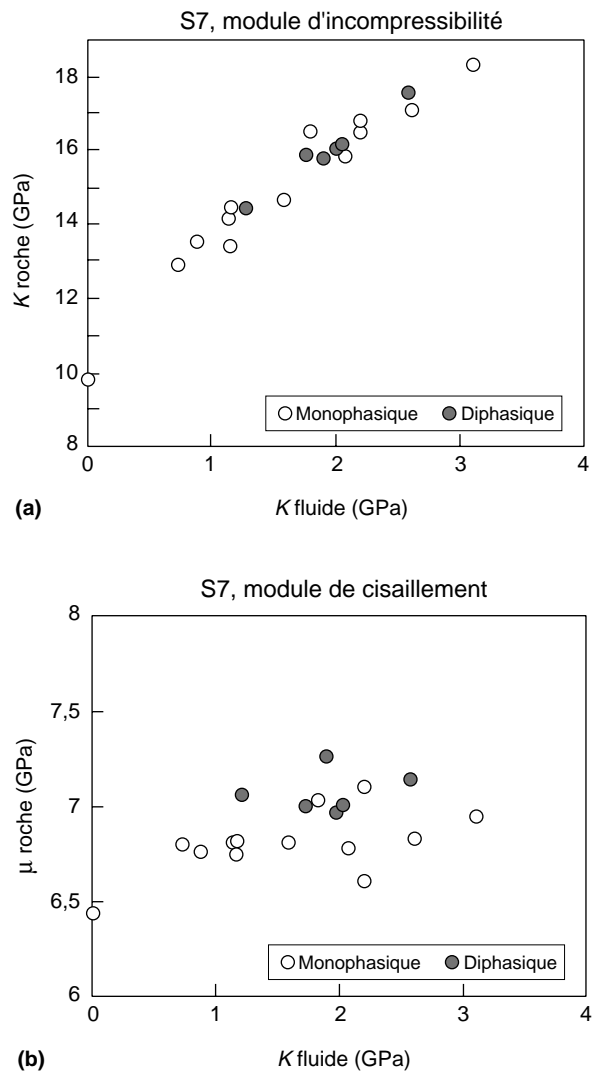 S7, module d'incompressibilité
18
16
14
12
10
8
K roche (GPa)
Monophasique Diphasique
0 1 2 3 4
(a) K fluide (GPa)
S7, module de cisaillement
8
7,5
7
6,5
6
μ roche (GPa)
Monophasique Diphasique
0 1 2 3 4
(b) K fluide (GPa)